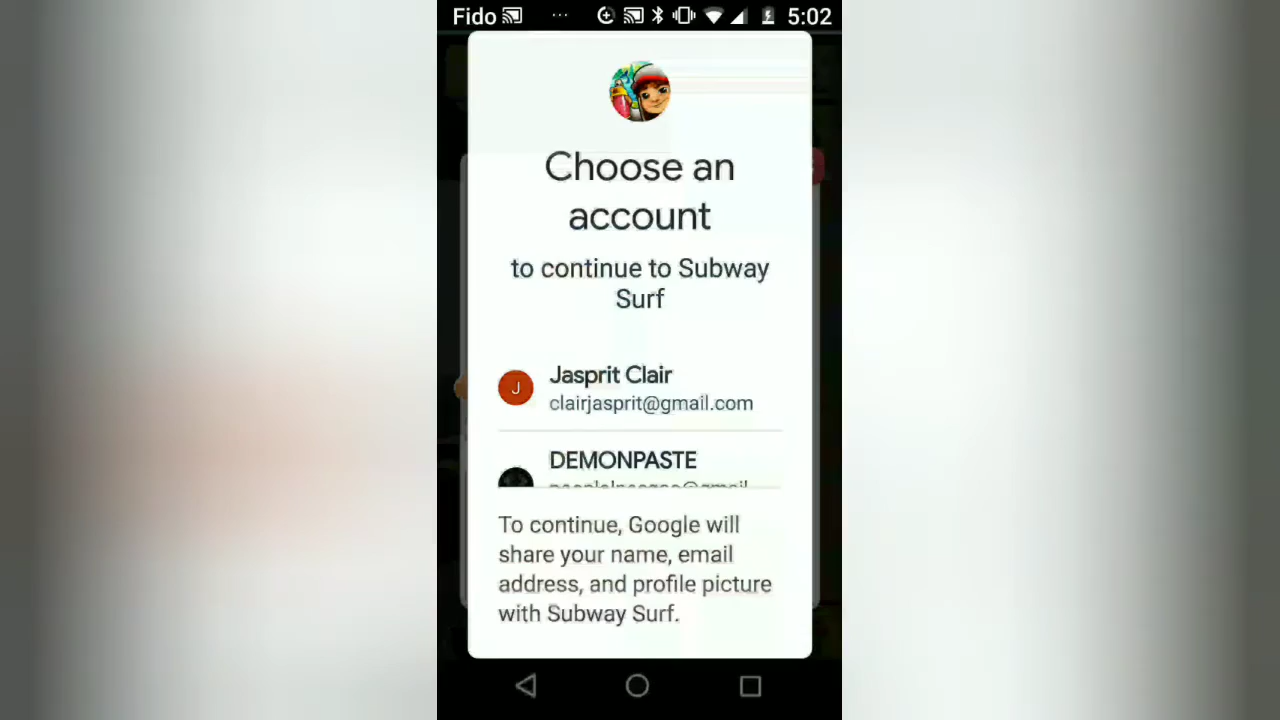 Fido 5:02
Choose an
account
to continue to Subway
Surf
J
Jasprit Clair
clairjasprit@gmail.com
DEMONPASTE
To continue, Google will
share your name, email
address, and profile picture
with Subway Surf.